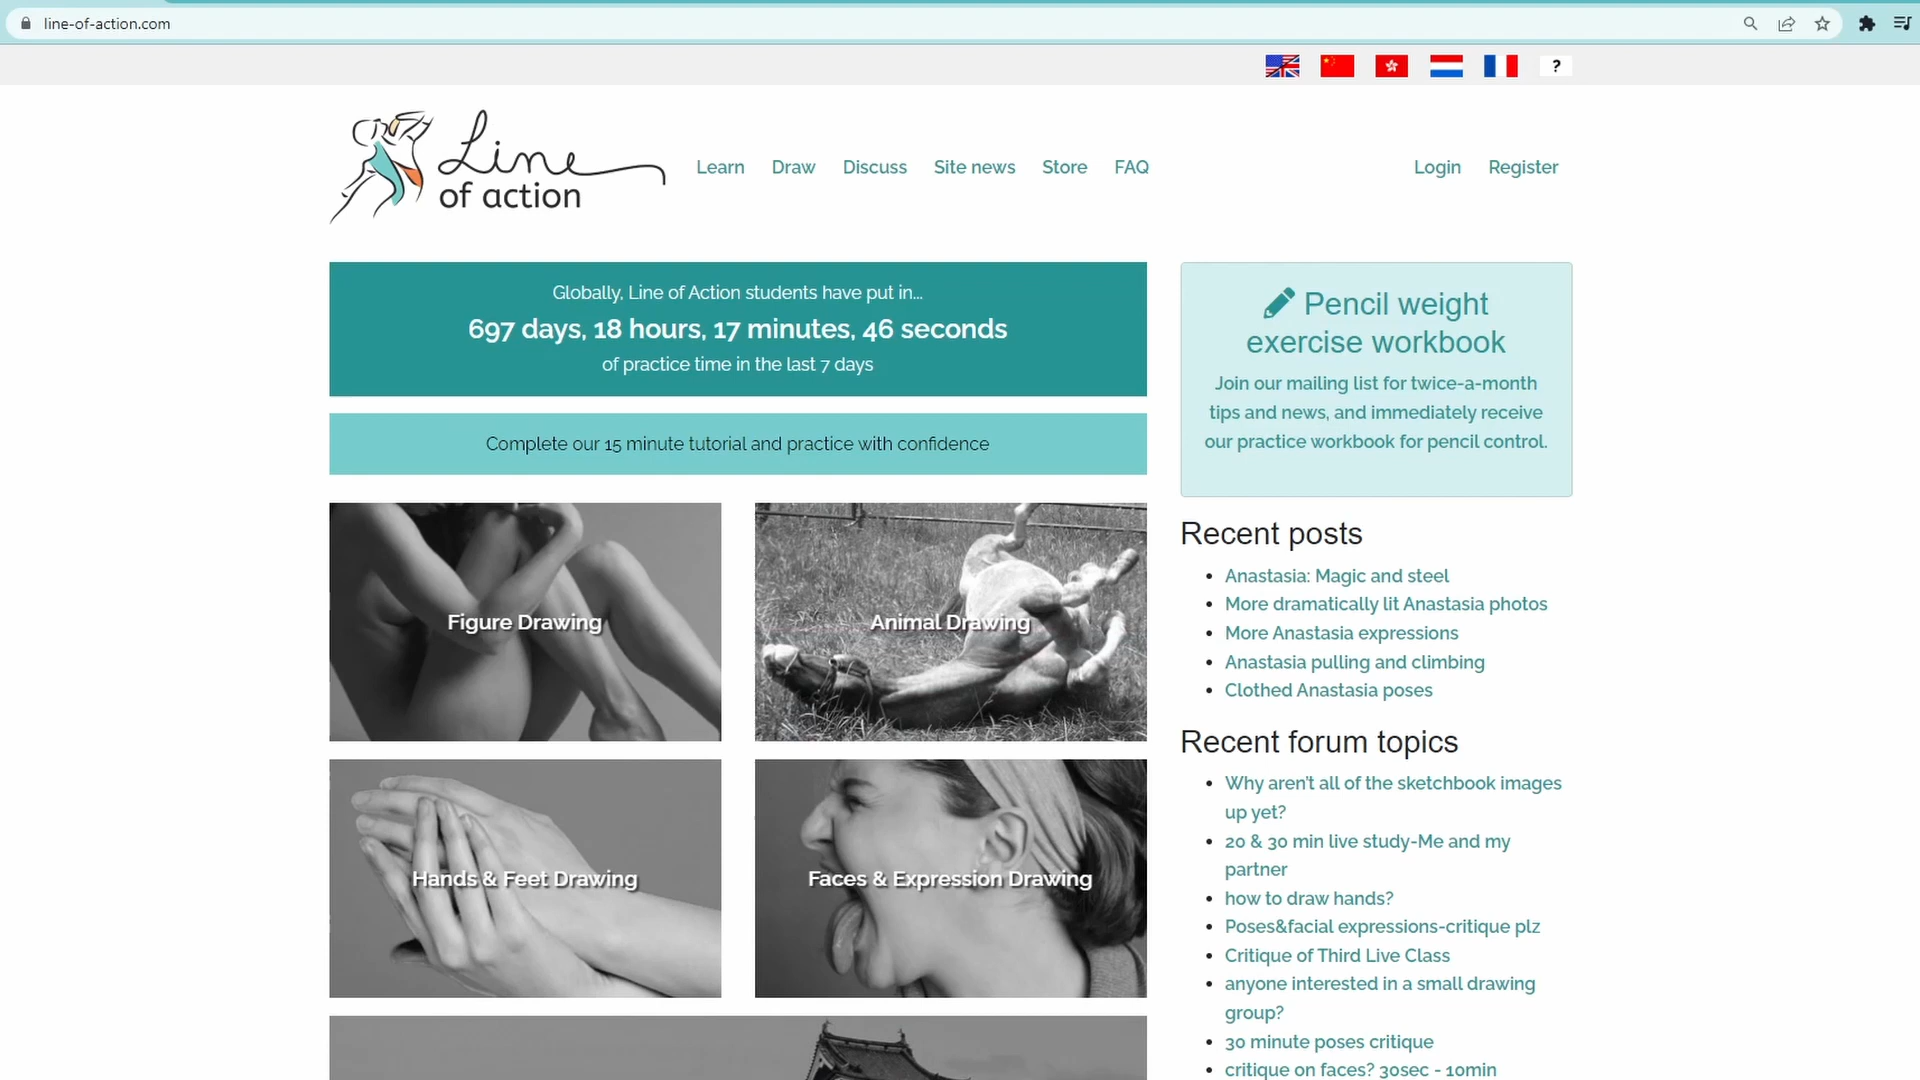 line-of-action.com
?
Line
of action
Learn Draw Discuss Site news Store FAQ Login Register
Globally, Line of Action students have put in...
697 days, 18 hours, 17 minutes, 46 seconds
of practice time in the last 7 days
Complete our 15 minute tutorial and practice with confidence
Figure Drawing
Animal Drawing
Hands & Feet Drawing
Faces & Expression Drawing
Pencil weight
exercise workbook
Join our mailing list for twice-a-month
tips and news, and immediately receive
our practice workbook for pencil control.
Recent posts
Anastasia: Magic and steel
More dramatically lit Anastasia photos
More Anastasia expressions
Anastasia pulling and climbing
Clothed Anastasia poses
Recent forum topics
Why aren't all of the sketchbook images
up yet?
20 & 30 min live study-Me and my
partner
how to draw hands?
Poses&facial expressions-critique plz
Critique of Third Live Class
anyone interested in a small drawing
group?
30 minute poses critique
critique on faces? 30sec - 10min